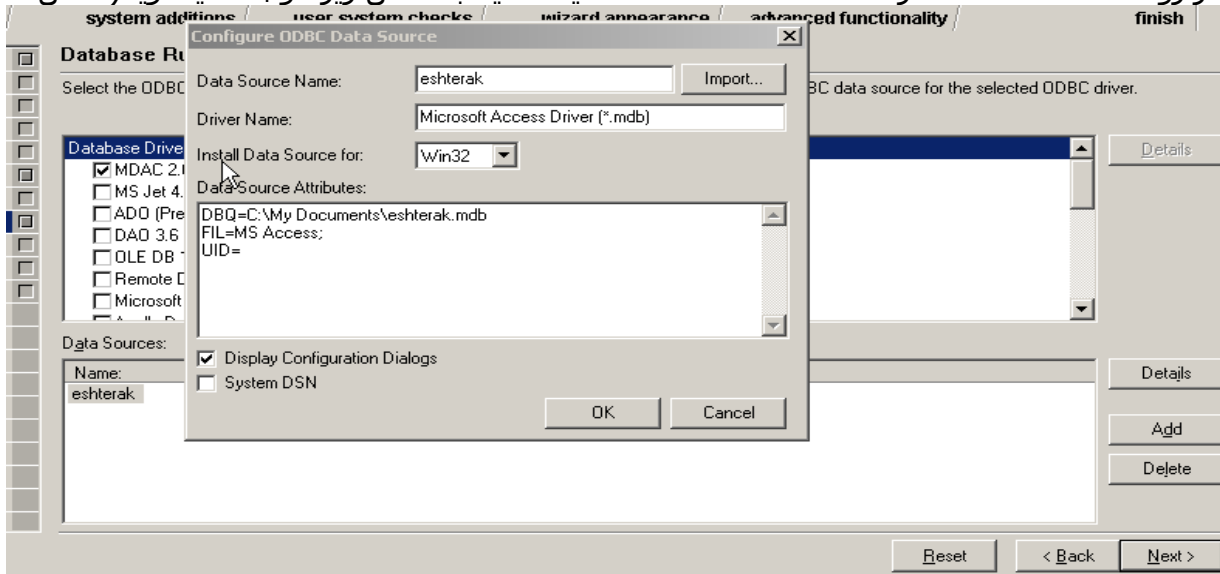 system additions user system checks wizard appearance advanced functionality finish
Configure ODBC Data Source
Database Ru
Select the ODBC
BC data source for the selected ODBC driver.
Data Source Name: eshterak Import...
Driver Name: Microsoft Access Driver (*.mdb)
Install Data Source for: Win32
Data Source Attributes:
DBQ=C:\My Documents\eshterak.mdb
FIL=MS Access;
UID=
Display Configuration Dialogs
System DSN
OK Cancel
Database Drive
MDAC 2.
MS Jet 4.
ADO (Pre
DAO 3.6
OLE DB
Remote D
Microsoft
Details
Data Sources:
Name:
eshterak
Details
Add
Delete
Reset < Back Next >